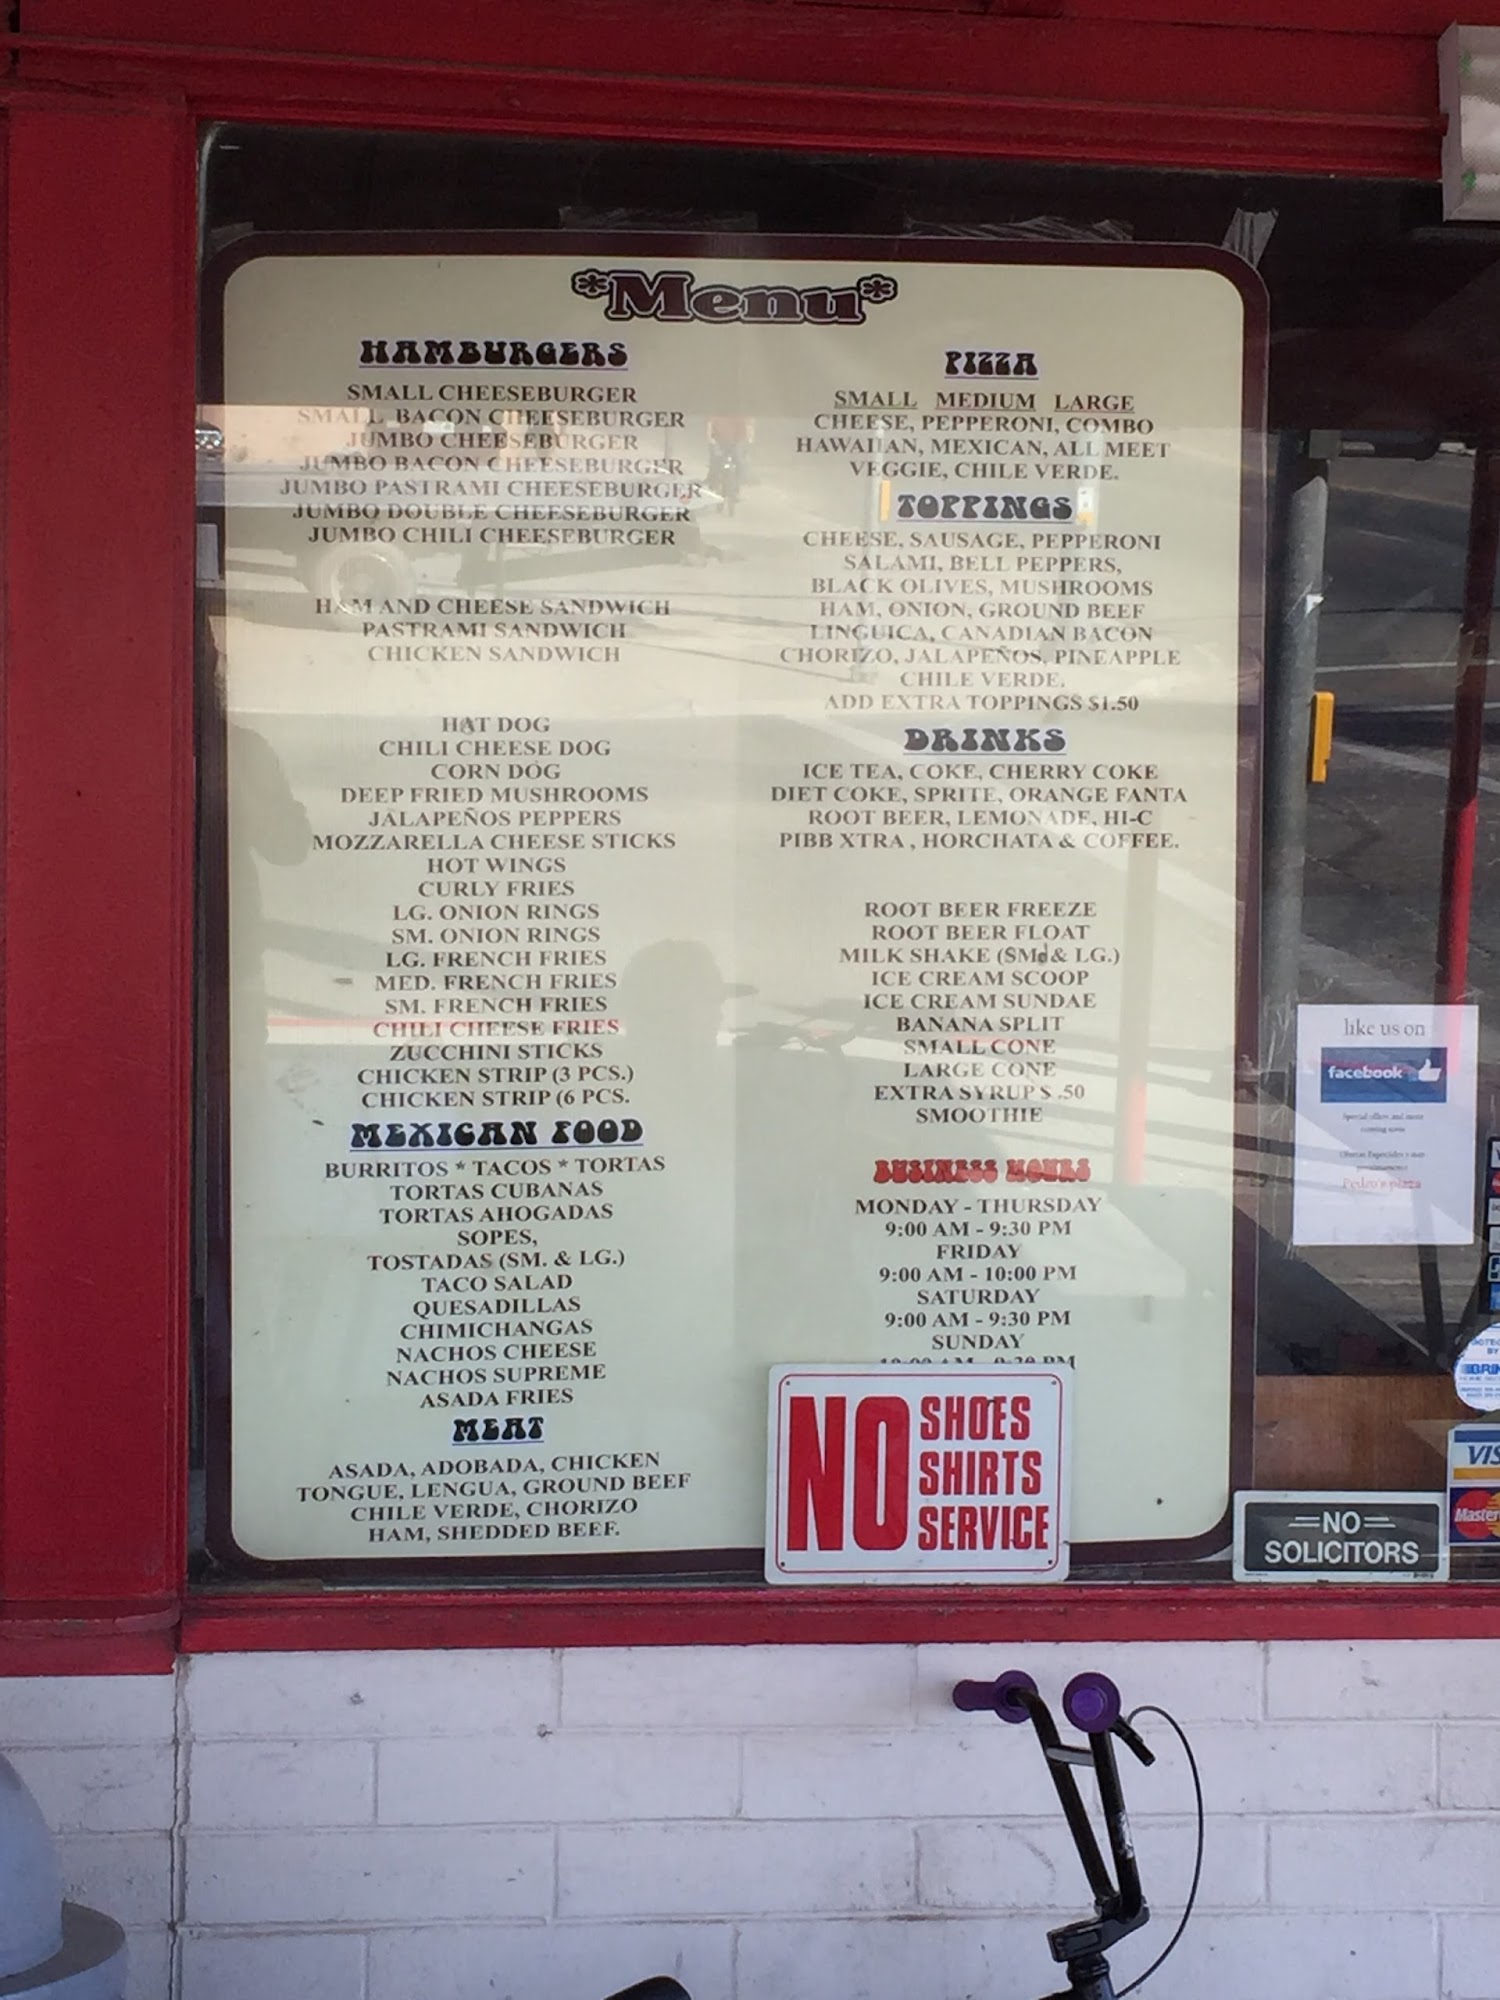 *Menu*
HAMBURGERS
SMALL CHEESEBURGER
SMALL BACON CHEESEBURGER
JUMBO CHEESEBURGER
JUMBO BACON CHEESEBURGER
JUMBO PASTRAMI CHEESEBURGER
JUMBO DOUBLE CHEESEBURGER
JUMBO CHILI CHEESEBURGER
HAM AND CHEESE SANDWICH
PASTRAMI SANDWICH
CHICKEN SANDWICH
HAT DOG
CHILI CHEESE DOG
CORN DOG
DEEP FRIED MUSHROOMS
JALAPEÑOS PEPPERS
MOZZARELLA CHEESE STICKS
HOT WINGS
CURLY FRIES
LG. ONION RINGS
SM. ONION RINGS
LG. FRENCH FRIES
MED. FRENCH FRIES
SM. FRENCH FRIES
CHILI CHEESE FRIES
ZUCCHINI STICKS
CHICKEN STRIP (3 PCS.)
CHICKEN STRIP (6 PCS.
MEXICAN FOOD
BURRITOS * TACOS * TORTAS
TORTAS CUBANAS
TORTAS AHOGADAS
SOPES,
TOSTADAS (SM. & LG.)
TACO SALAD
QUESADILLAS
CHIMICHANGAS
NACHOS CHEESE
NACHOS SUPREME
ASADA FRIES
MEAT
ASADA, ADOBADA, CHICKEN
TONGUE, LENGUA, GROUND BEEF
CHILE VERDE, CHORIZO
HAM, SHEDDED BEEF.
PIZZA
SMALL MEDIUM LARGE
CHEESE, PEPPERONI, COMBO
HAWAIIAN, MEXICAN, ALL MEET
VEGGIE, CHILE VERDE.
TOPPINGS
CHEESE, SAUSAGE, PEPPERONI
SALAMI, BELL PEPPERS,
BLACK OLIVES, MUSHROOMS
HAM, ONION, GROUND BEEF
LINGUICA, CANADIAN BACON
CHORIZO, JALAPEÑOS, PINEAPPLE
CHILE VERDE.
ADD EXTRA TOPPINGS $1.50
DRINKS
ICE TEA, COKE, CHERRY COKE
DIET COKE, SPRITE, ORANGE FANTA
ROOT BEER, LEMONADE, HI-C
PIBB XTRA , HORCHATA & COFFEE.
ROOT BEER FREEZE
ROOT BEER FLOAT
MILK SHAKE (SM. & LG.)
ICE CREAM SCOOP
ICE CREAM SUNDAE
BANANA SPLIT
SMALL CONE
LARGE CONE
EXTRA SYRUP $ .50
SMOOTHIE
BUSINESS HOURS
MONDAY - THURSDAY
9:00 AM - 9:30 PM
FRIDAY
9:00 AM - 10:00 PM
SATURDAY
9:00 AM - 9:30 PM
SUNDAY
NO SHOES
SHIRTS
SERVICE
like us on
facebook
Special offers and more
coming soon
Pedro's pizza
NO
SOLICITORS
VIS
Master